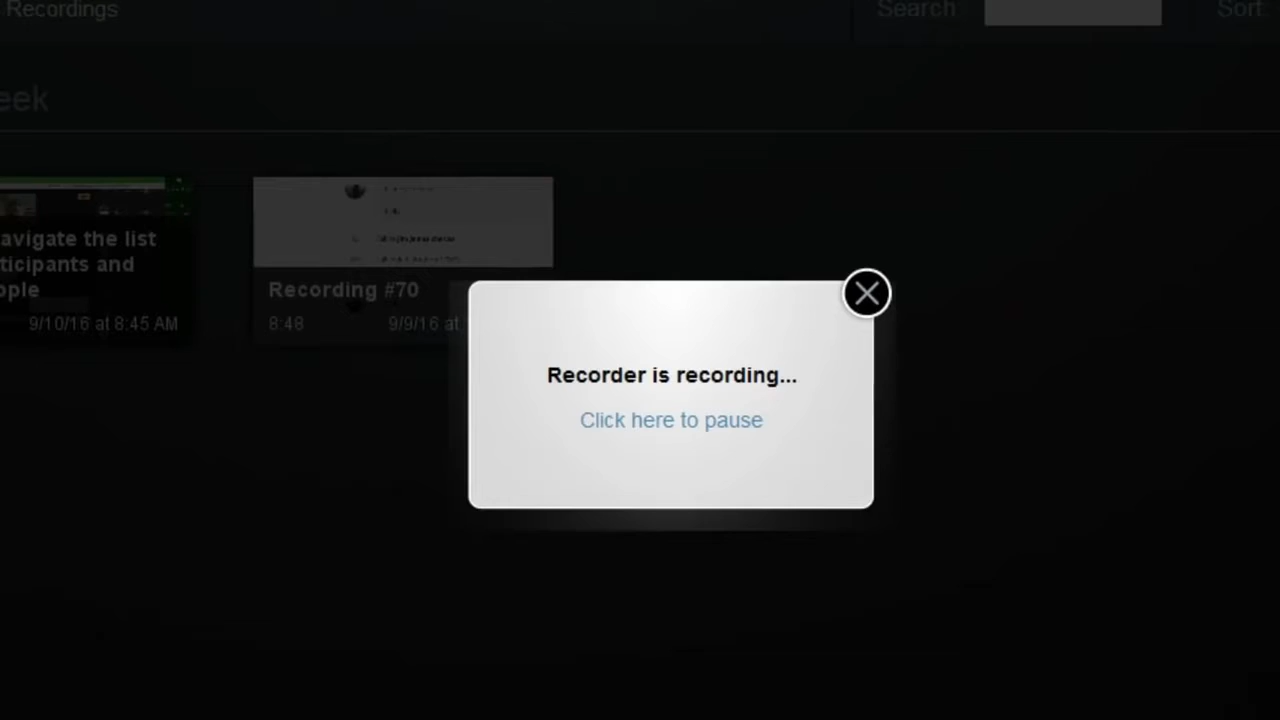 Recordings
Search
Sort:
eek
avigate the list
ticipants and
ople
9/10/16 at 8:45 AM
Recording #70
8:48
9/9/16 at
Recorder is recording...
Click here to pause